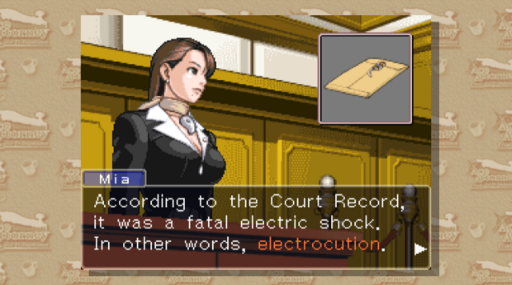 Mia
According to the Court Record,
it was a fatal electric shock.
In other words, electrocution.